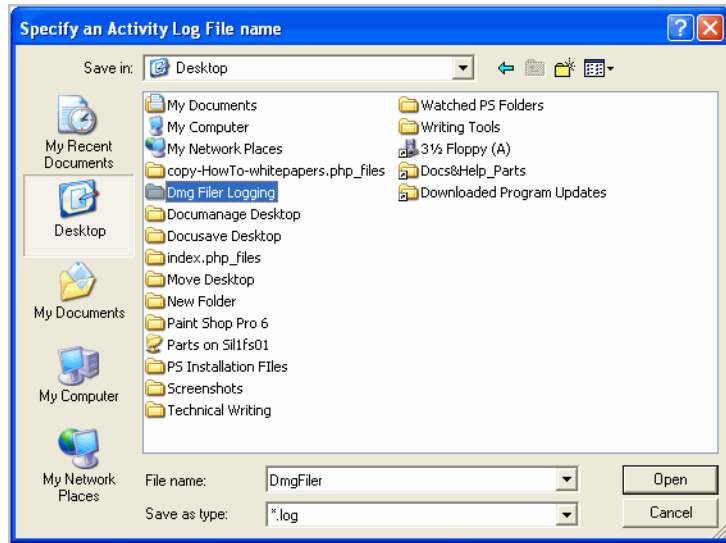 Specify an Activity Log File name
Save in:
Desktop
My Recent
Documents
Desktop
My Documents
My Computer
My Network
Places
My Documents
My Computer
My Network Places
copy-HowTo-whitepapers.php_files
Dmg Filer Logging
Documanage Desktop
Docusave Desktop
index.php_files
Move Desktop
New Folder
Paint Shop Pro 6
Parts on Sil1fs01
PS Installation FIles
Screenshots
Technical Writing
Watched PS Folders
Writing Tools
3½ Floppy (A)
Docs&Help_Parts
Downloaded Program Updates
File name:
DmgFiler
Open
Save as type:
*.log
Cancel